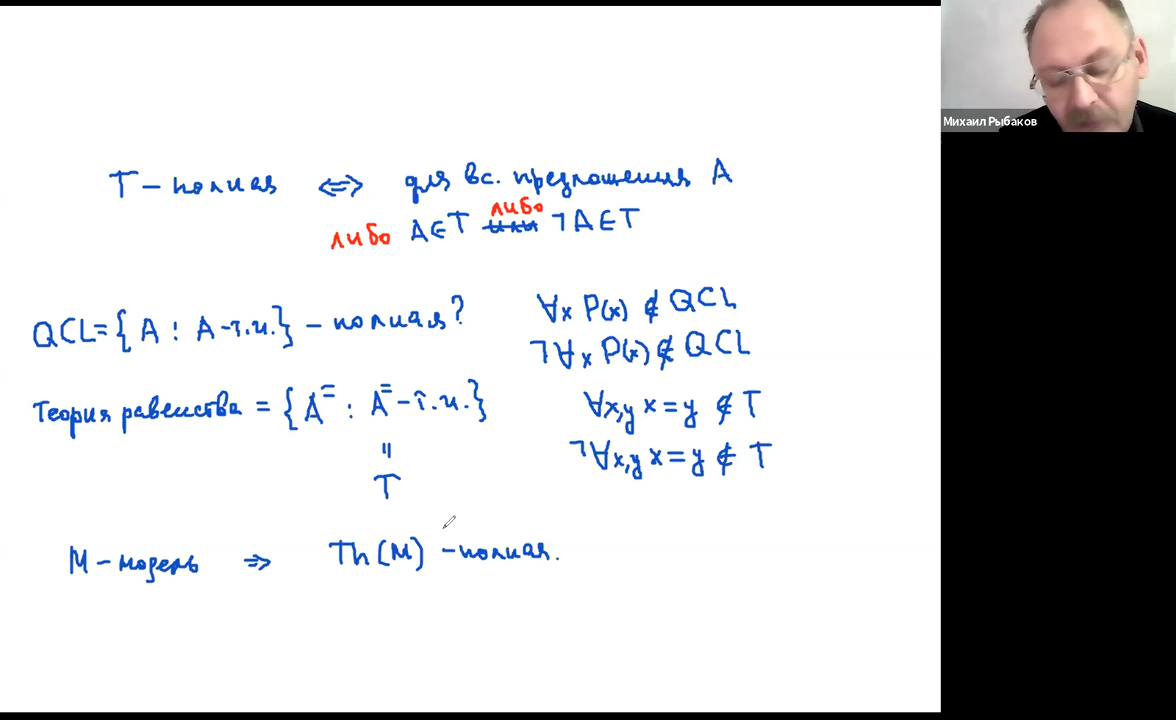 T – полная ⇔ для вс. предложения A
либо A∈T или либо ¬A∈T
QCL = {A : A – т.и.} – полная?
∀x P(x) ∉ QCL
¬∀x P(x) ∉ QCL
Теория равенства = {A⁼ : A⁼ – т.и.}
∀x,y x = y ∉ T
¬∀x,y x = y ∉ T
=
T
M – модель ⇒ Th(M) – полная.
Михаил Рыбаков